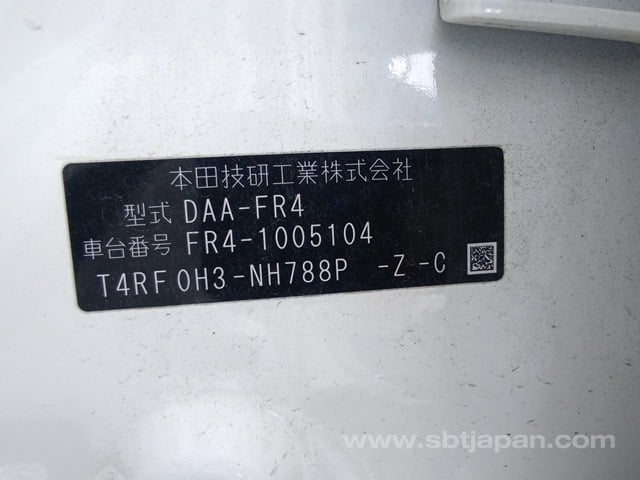 本田技研工業株式会社
型式 DAA-FR4
車台番号 FR4-1005104
T4RF0H3-NH788P -Z-C
www.sbtjapan.com